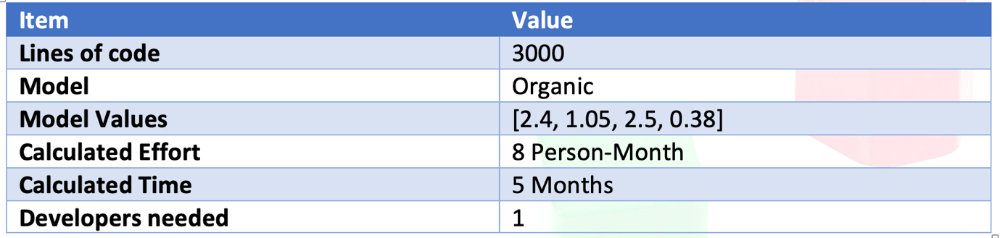 Item Value
Lines of code 3000
Model Organic
Model Values [2.4, 1.05, 2.5, 0.38]
Calculated Effort 8 Person-Month
Calculated Time 5 Months
Developers needed 1